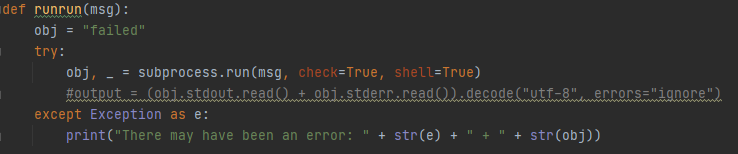 def runrun(msg):
    obj = "failed"
    try:
        obj, _ = subprocess.run(msg, check=True, shell=True)
        #output = (obj.stdout.read() + obj.stderr.read()).decode("utf-8", errors="ignore")
    except Exception as e:
        print("There may have been an error: " + str(e) + " + " + str(obj))